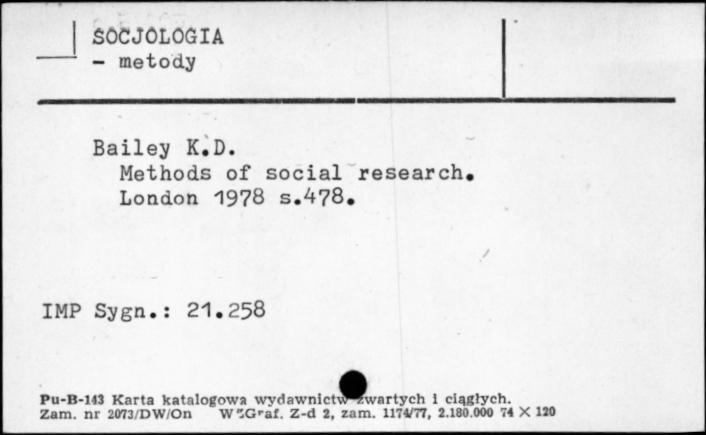 SOCJOLOGIA
- metody
Bailey K.D.
Methods of social research.
London 1978 s.478.
IMP Sygn.: 21.258
Pu-B-143 Karta katalogowa wydawnictw zwartych i ciągłych.
Zam. nr 2073/DW/On WSGraf. Z-d 2, zam. 1174/77, 2.180.000 74 X 120